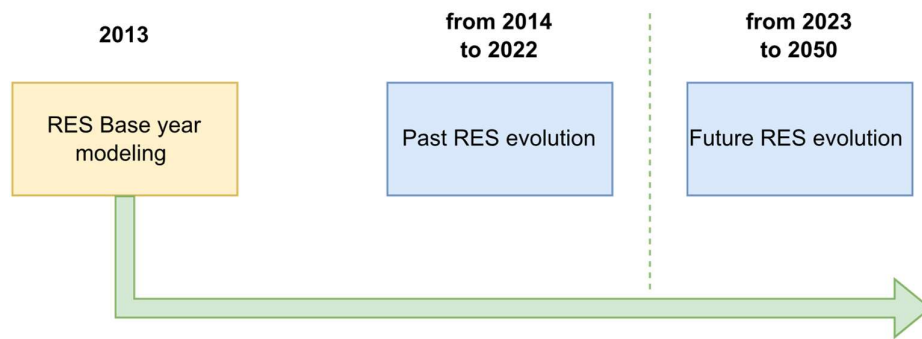 2013
from 2014
to 2022
from 2023
to 2050
RES Base year
modeling
Past RES evolution
Future RES evolution